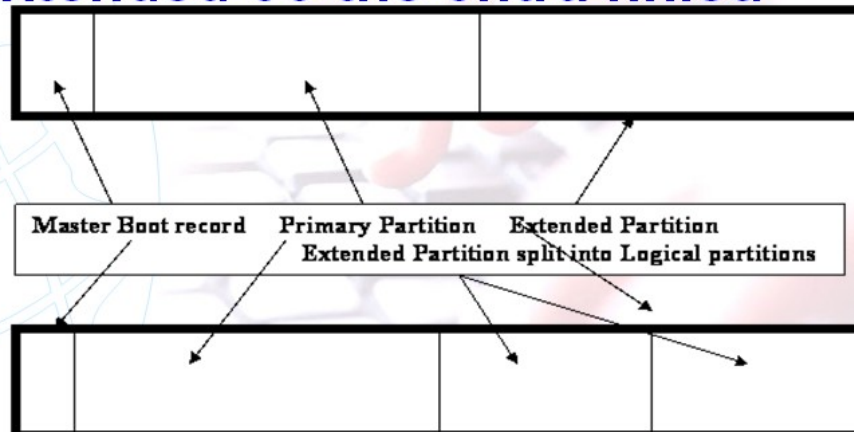 Master Boot record Primary Partition Extended Partition
Extended Partition split into Logical partitions